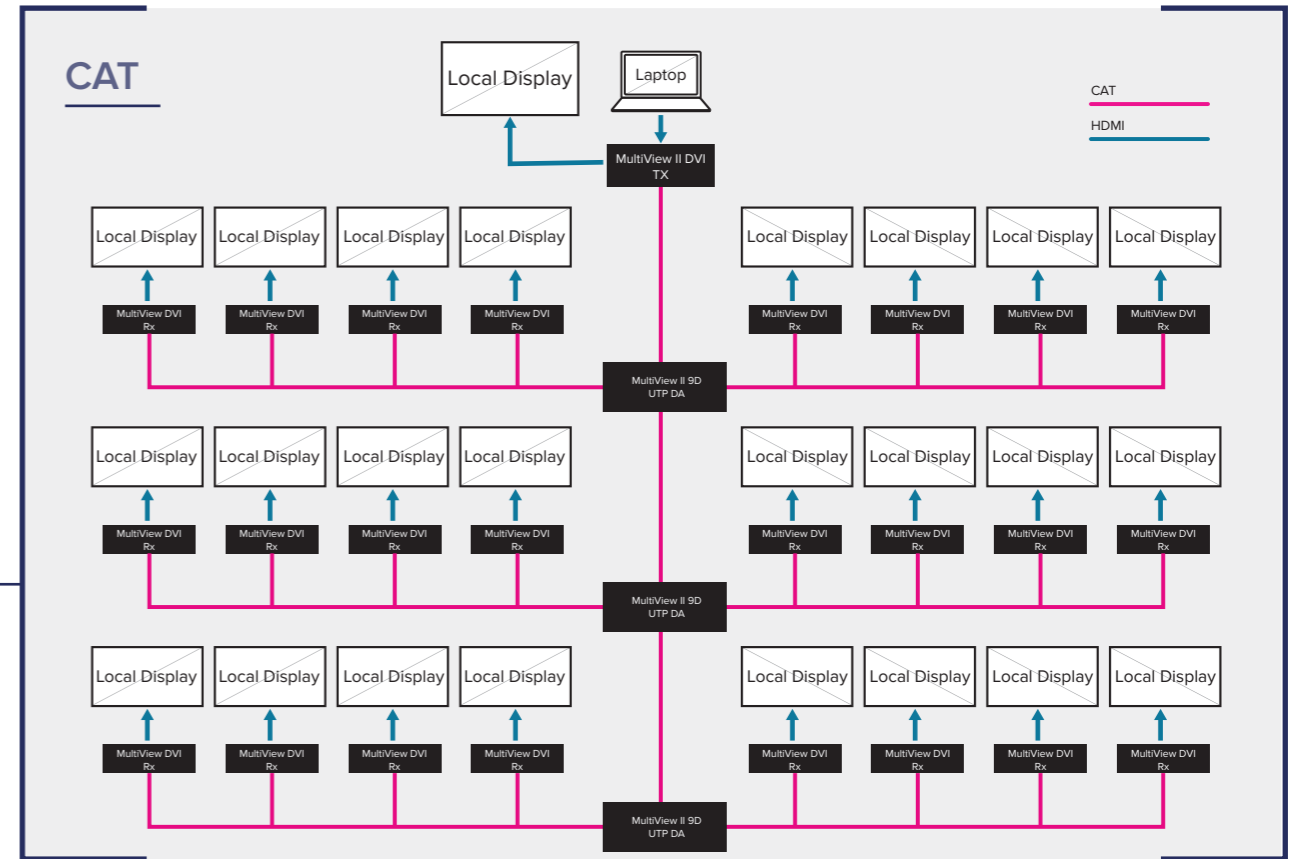 CAT
Local Display
Laptop
CAT
HDMI
MultiView II DVI
TX
Local Display Local Display Local Display Local Display Local Display Local Display Local Display Local Display
MultiView DVI MultiView DVI MultiView DVI MultiView DVI MultiView DVI MultiView DVI MultiView DVI MultiView DVI
Rx Rx Rx Rx Rx Rx Rx Rx
MultiView II 9D
UTP DA
Local Display Local Display Local Display Local Display Local Display Local Display Local Display Local Display
MultiView DVI MultiView DVI MultiView DVI MultiView DVI MultiView DVI MultiView DVI MultiView DVI MultiView DVI
Rx Rx Rx Rx Rx Rx Rx Rx
MultiView II 9D
UTP DA
Local Display Local Display Local Display Local Display Local Display Local Display Local Display Local Display
MultiView DVI MultiView DVI MultiView DVI MultiView DVI MultiView DVI MultiView DVI MultiView DVI MultiView DVI
Rx Rx Rx Rx Rx Rx Rx Rx
MultiView II 9D
UTP DA